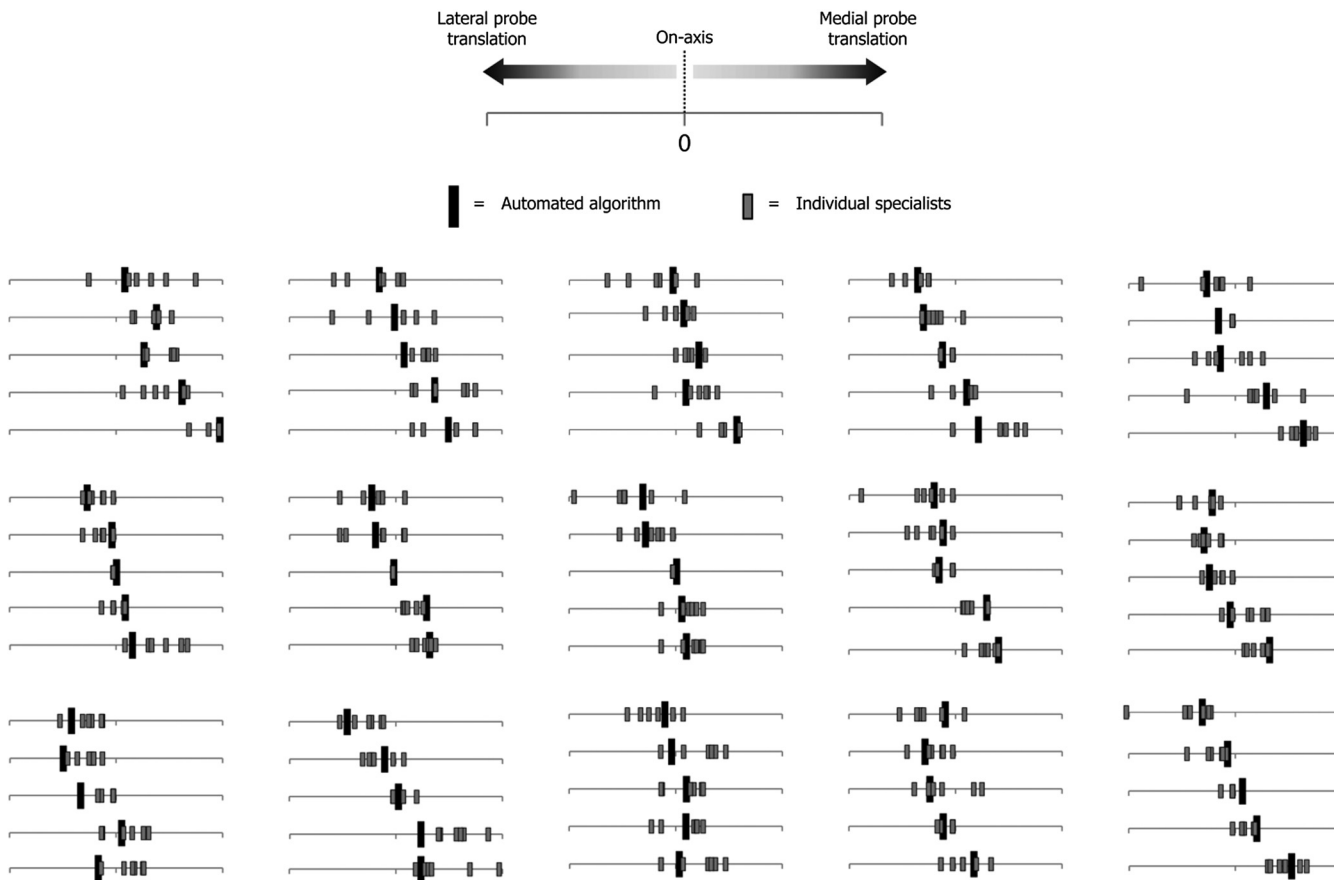 Lateral probe
translation
On-axis
Medial probe
translation
0
= Automated algorithm
= Individual specialists